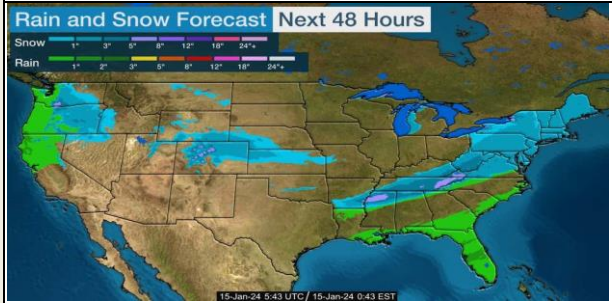 Rain and Snow Forecast Next 48 Hours
Snow
1" 3" 5" 8" 12" 18" 24"+
Rain
1" 2" 3" 5" 8" 12" 18" 24"+
15-Jan-24 5:43 UTC / 15-Jan-24 0:43 EST